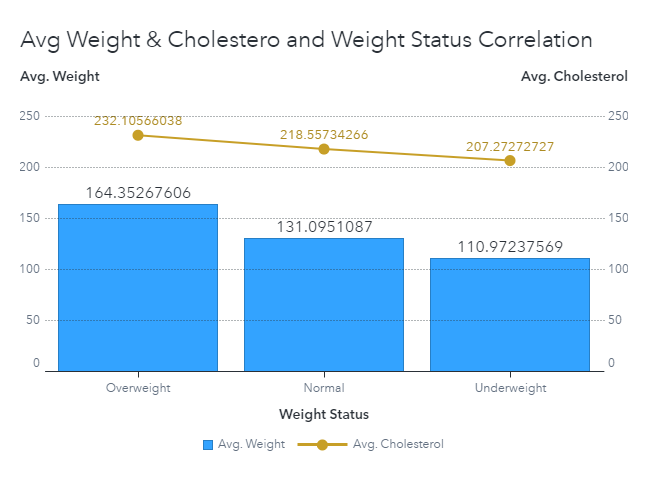 Avg Weight & Cholestero and Weight Status Correlation
Avg. Weight Avg. Cholesterol
250 250
232.10566038 218.55734266 207.27272727
200 200
164.35267606
150 150
131.0951087
110.97237569
100 100
50 50
0 0
Overweight Normal Underweight
Weight Status
Avg. Weight Avg. Cholesterol